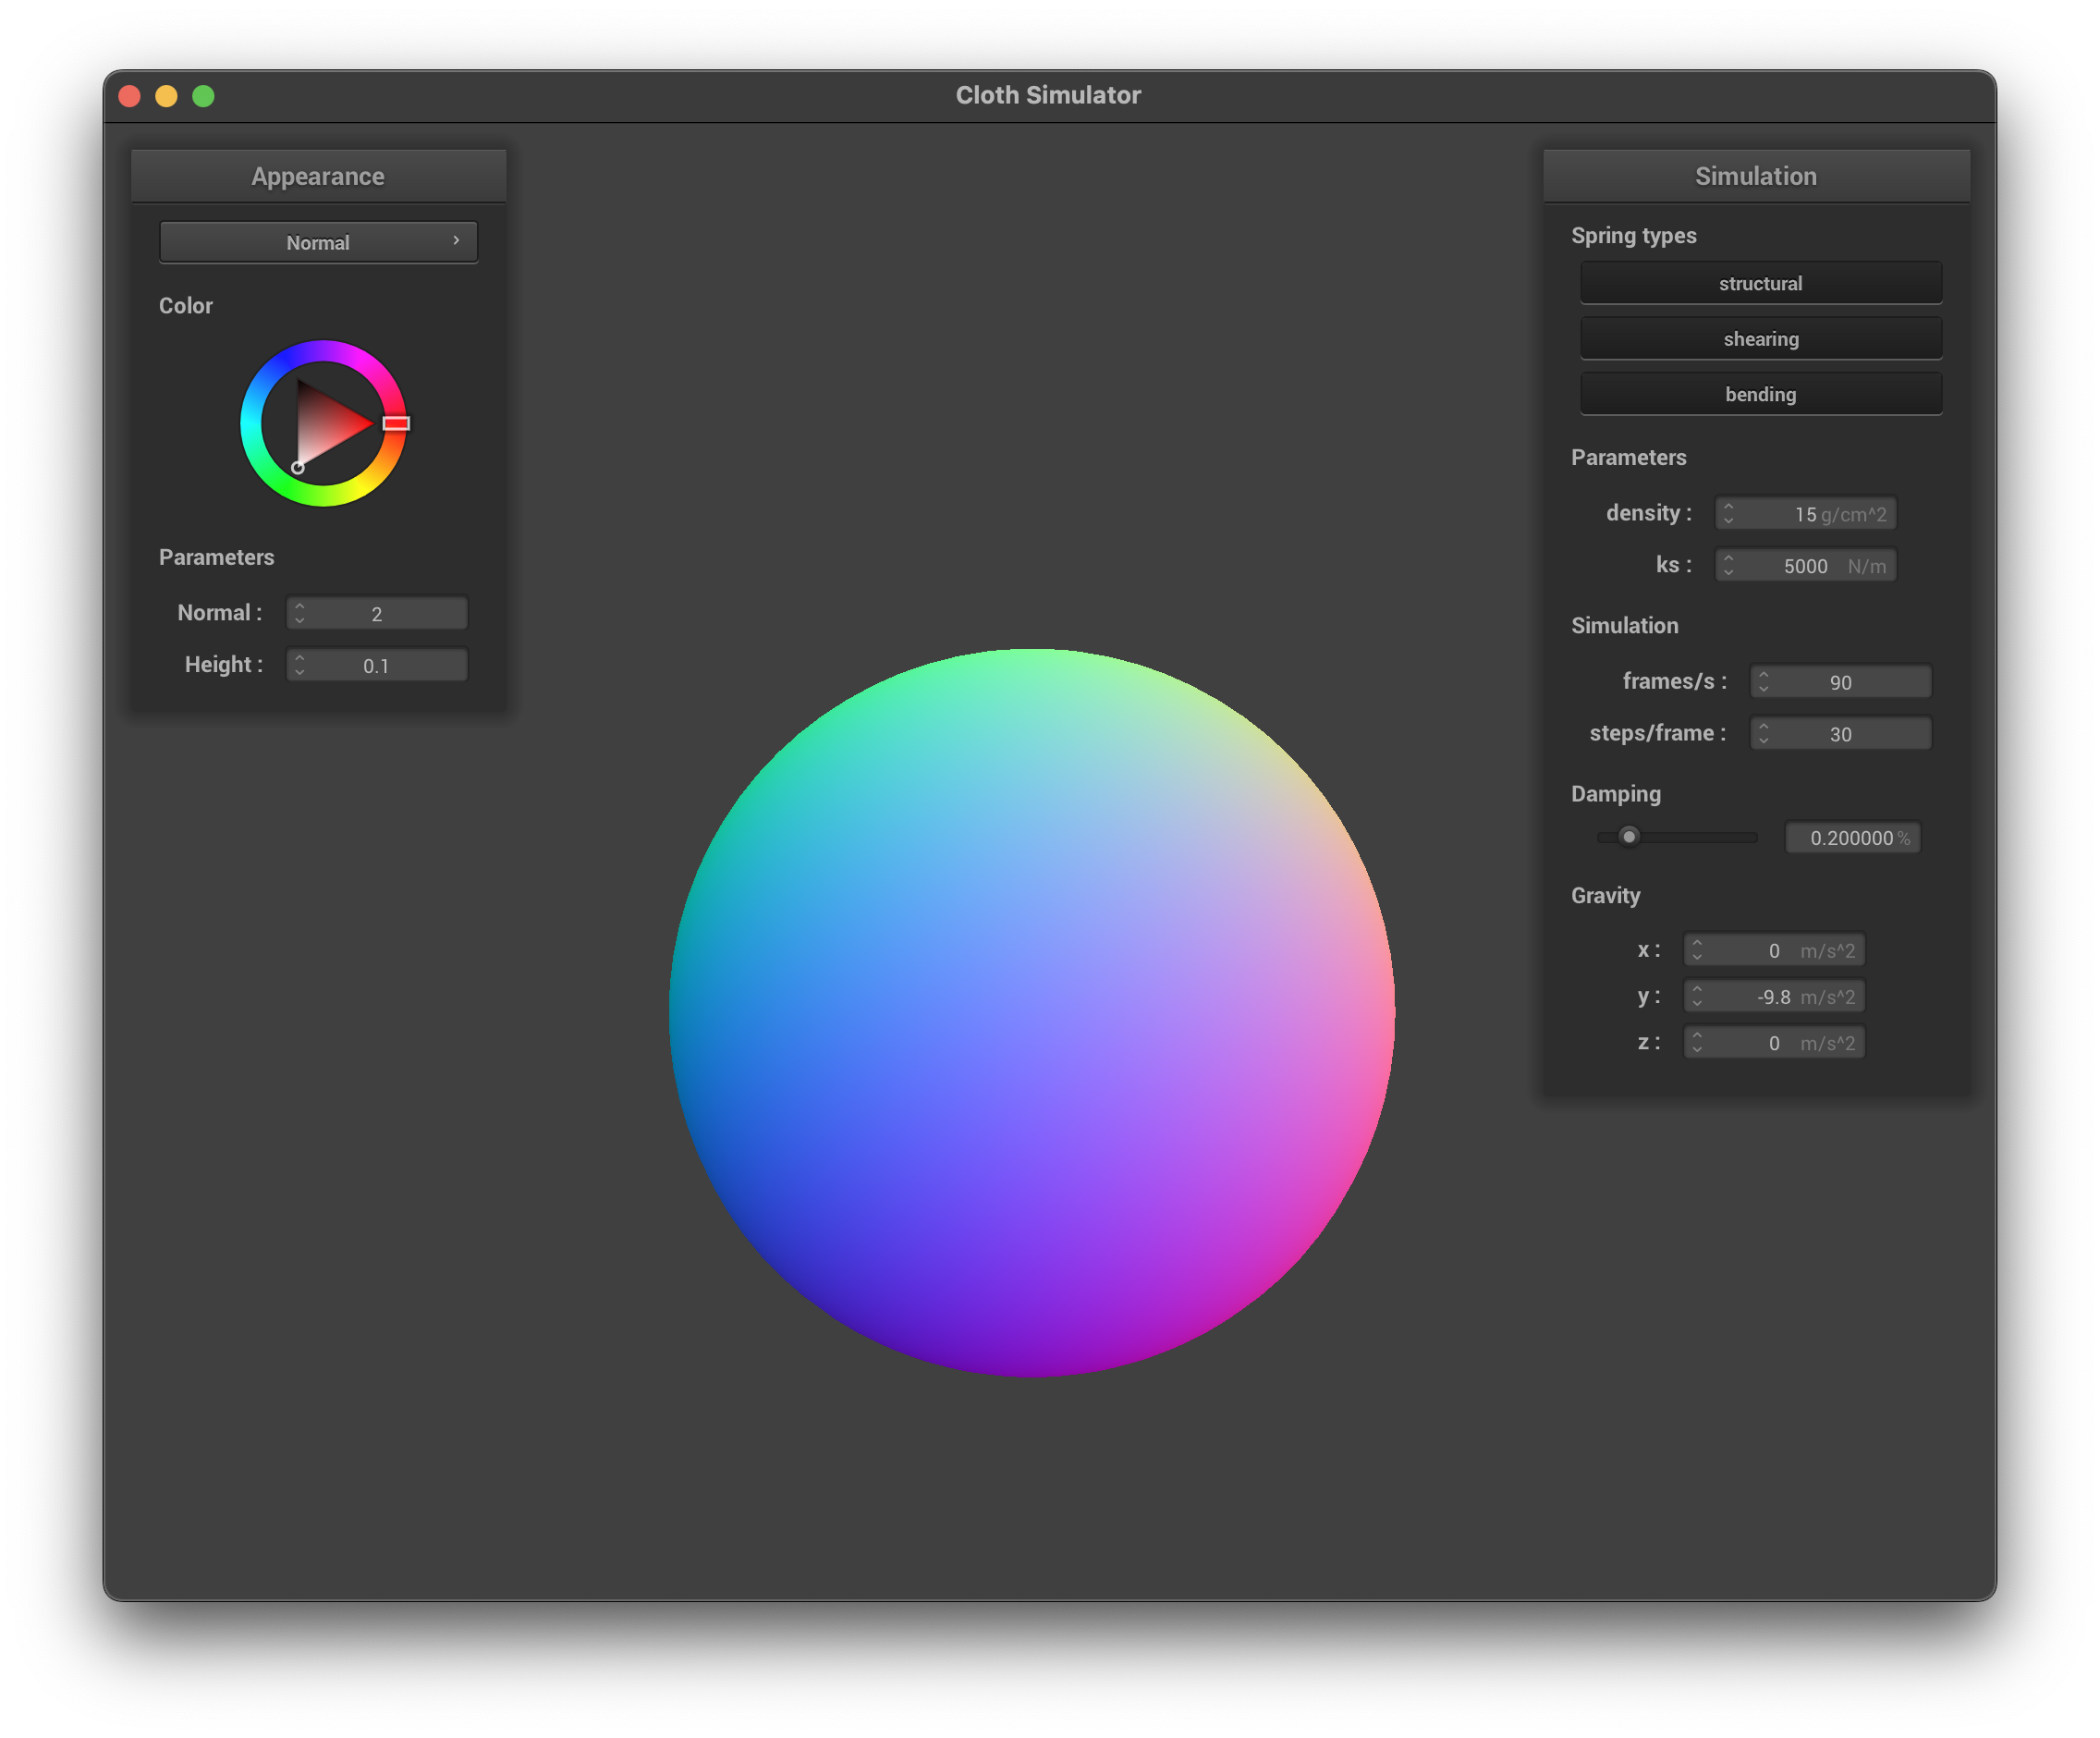 Cloth Simulator
Appearance
Normal
Color
Parameters
Normal : 2
Height : 0.1
Simulation
Spring types
structural
shearing
bending
Parameters
density : 15 g/cm^2
ks : 5000 N/m
Simulation
frames/s : 90
steps/frame : 30
Damping
0.200000 %
Gravity
x : 0 m/s^2
y : -9.8 m/s^2
z : 0 m/s^2